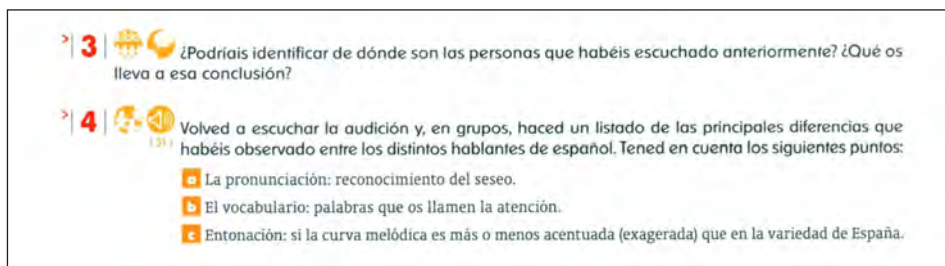 > 3 ¿Podríais identificar de dónde son las personas que habéis escuchado anteriormente? ¿Qué os
lleva a esa conclusión?
> 4 Volved a escuchar la audición y, en grupos, haced un listado de las principales diferencias que
[51] habéis observado entre los distintos hablantes de español. Tened en cuenta los siguientes puntos:
a La pronunciación: reconocimiento del seseo.
b El vocabulario: palabras que os llamen la atención.
c Entonación: si la curva melódica es más o menos acentuada (exagerada) que en la variedad de España.